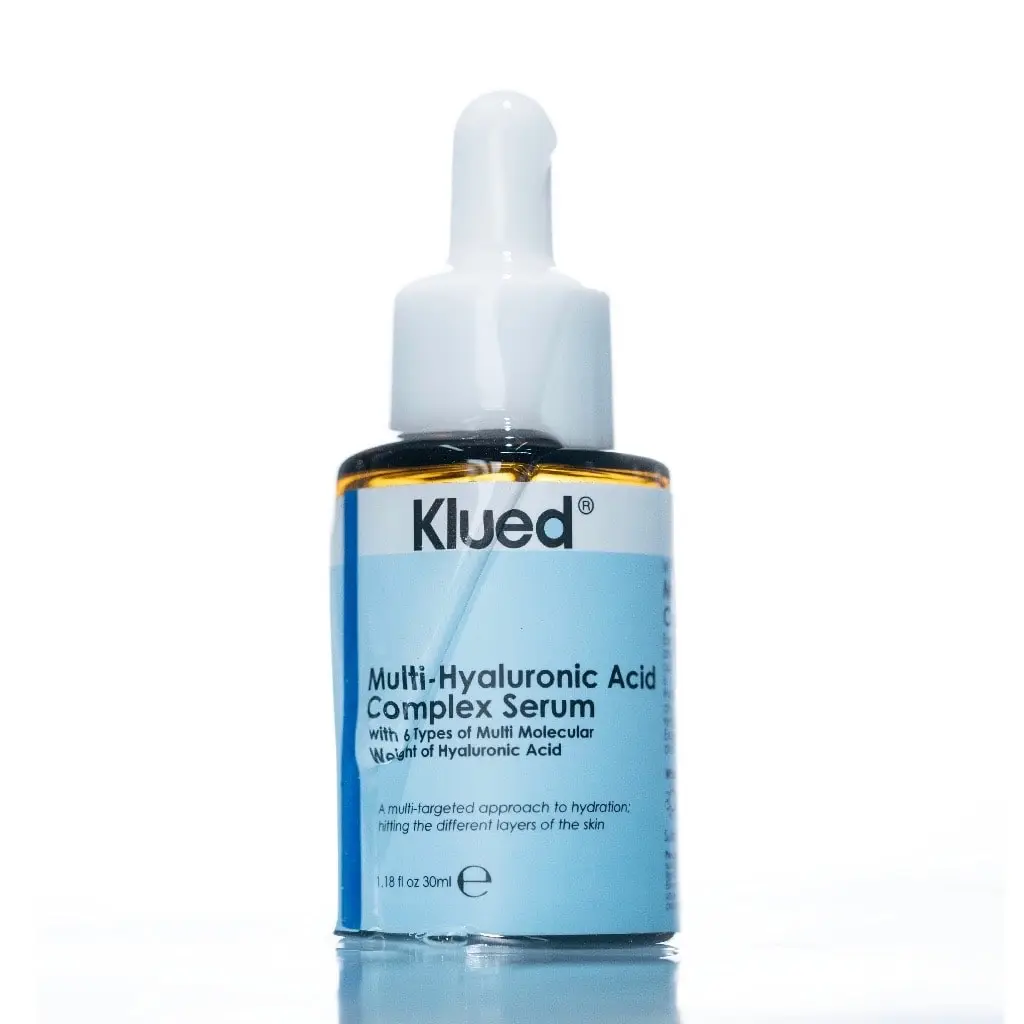 Klued®
Multi-Hyaluronic Acid
Complex Serum
with 6 Types of Multi Molecular
Weight of Hyaluronic Acid
A multi-targeted approach to hydration;
hitting the different layers of the skin
1.18 fl oz 30ml ℮